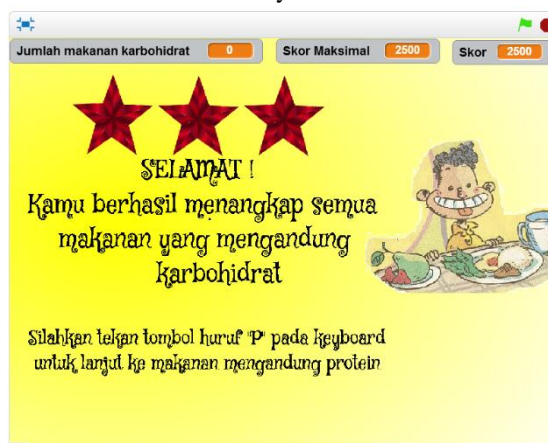 Jumlah makanan karbohidrat 0 Skor Maksimal 2500 Skor 2500
SELAMAT !
Kamu berhasil menangkap semua
makanan yang mengandung
karbohidrat
Silahkan tekan tombol huruf "P" pada keyboard
untuk lanjut ke makanan mengandung protein